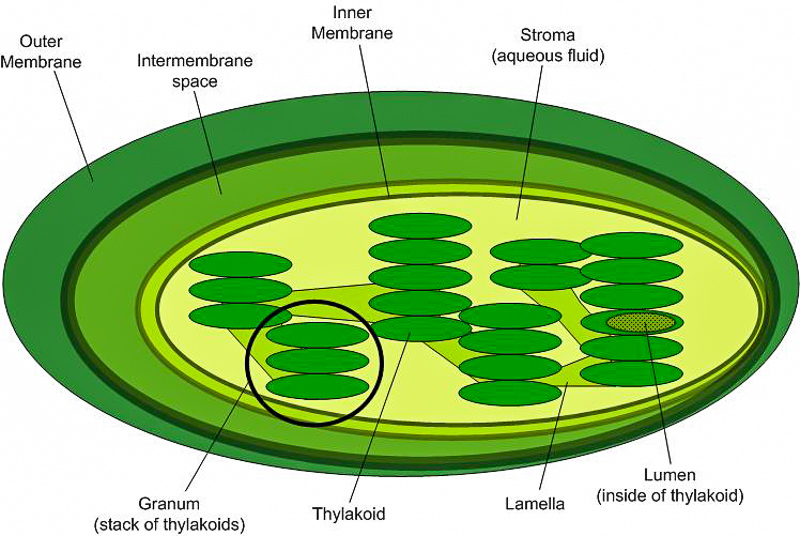 Outer
Membrane
Intermembrane
space
Inner
Membrane
Stroma
(aqueous fluid)
Granum
(stack of thylakoids)
Thylakoid
Lamella
Lumen
(inside of thylakoid)